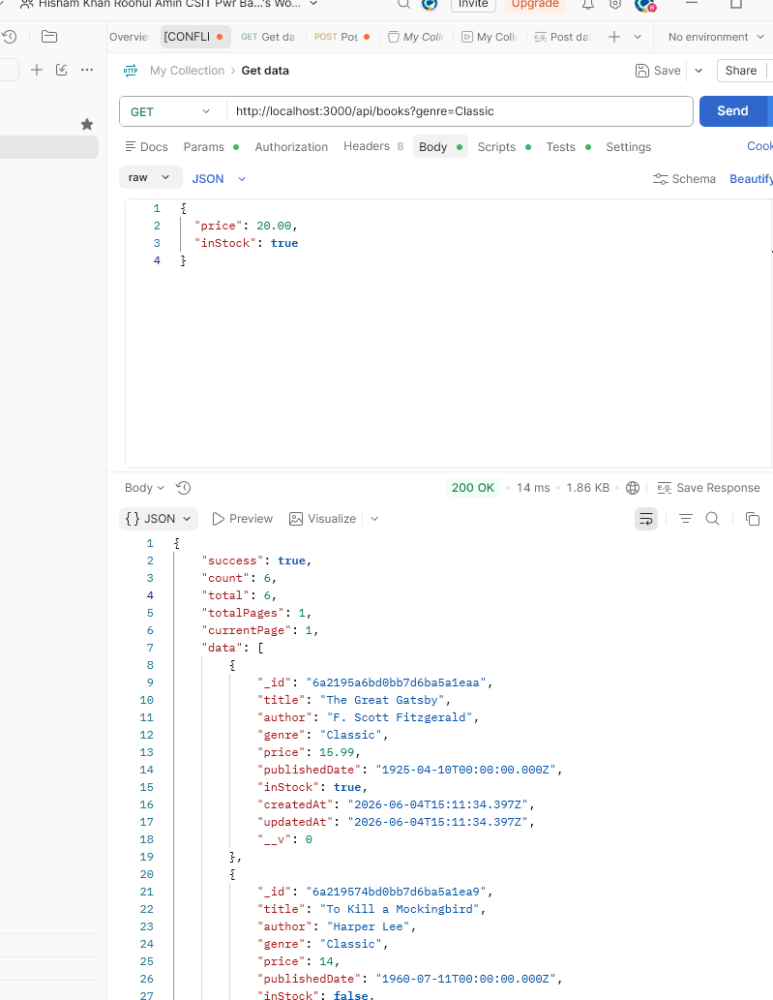 Hisham Khan Roohul Amin CSIT Pwr Ba...'s Wo...
Invite
Upgrade
Overvie
[CONFLI
GET Get da
POST Pos
My Coll
My Coll
e.g. Post da
No environment
HTTP
My Collection > Get data
Save
Share
GET
http://localhost:3000/api/books?genre=Classic
Send
Docs
Params
Authorization
Headers 8
Body
Scripts
Tests
Settings
Cook
raw
JSON
Schema
Beautify
1 {
2 "price": 20.00,
3 "inStock": true
4 }
Body
200 OK
14 ms
1.86 KB
e.g. Save Response
{} JSON
Preview
Visualize
1 {
2 "success": true,
3 "count": 6,
4 "total": 6,
5 "totalPages": 1,
6 "currentPage": 1,
7 "data": [
8 {
9 "_id": "6a2195a6bd0bb7d6ba5a1eaa",
10 "title": "The Great Gatsby",
11 "author": "F. Scott Fitzgerald",
12 "genre": "Classic",
13 "price": 15.99,
14 "publishedDate": "1925-04-10T00:00:00.000Z",
15 "inStock": true,
16 "createdAt": "2026-06-04T15:11:34.397Z",
17 "updatedAt": "2026-06-04T15:11:34.397Z",
18 "__v": 0
19 },
20 {
21 "_id": "6a219574bd0bb7d6ba5a1ea9",
22 "title": "To Kill a Mockingbird",
23 "author": "Harper Lee",
24 "genre": "Classic",
25 "price": 14,
26 "publishedDate": "1960-07-11T00:00:00.000Z",
27 "inStock": false,